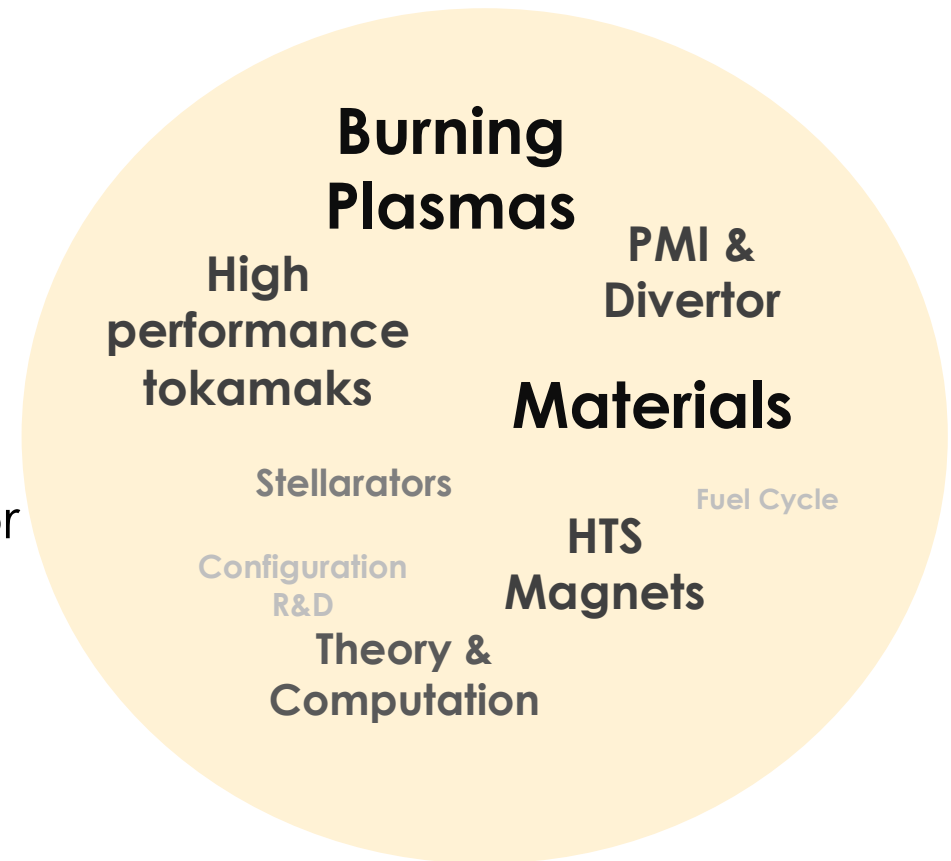 Burning
Plasmas
PMI &
Divertor
High
performance
tokamaks
Materials
Stellarators
Fuel Cycle
HTS
Magnets
Configuration
R&D
Theory &
Computation